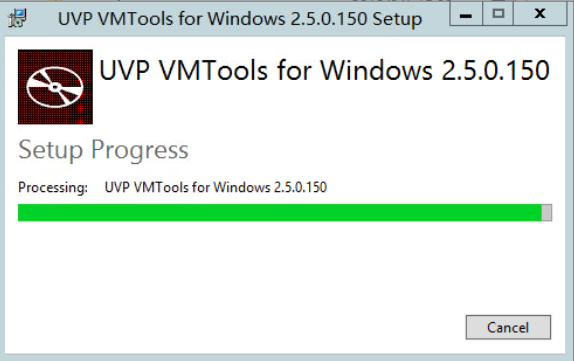 UVP VMTools for Windows 2.5.0.150 Setup
UVP VMTools for Windows 2.5.0.150
Setup Progress
Processing: UVP VMTools for Windows 2.5.0.150
Cancel